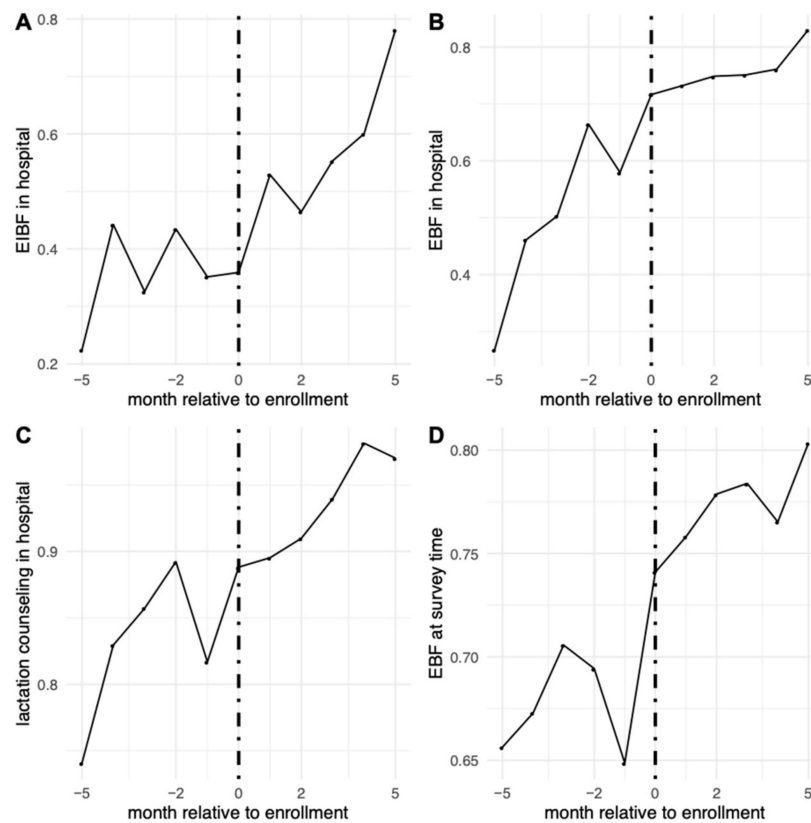 A
EIBF in hospital
0.8
0.6
0.4
0.2
−5 −2 0 2 5
month relative to enrollment
B
EBF in hospital
0.8
0.6
0.4
−5 −2 0 2 5
month relative to enrollment
C
lactation counseling in hospital
0.9
0.8
−5 −2 0 2 5
month relative to enrollment
D
EBF at survey time
0.80
0.75
0.70
0.65
−5 −2 0 2 5
month relative to enrollment